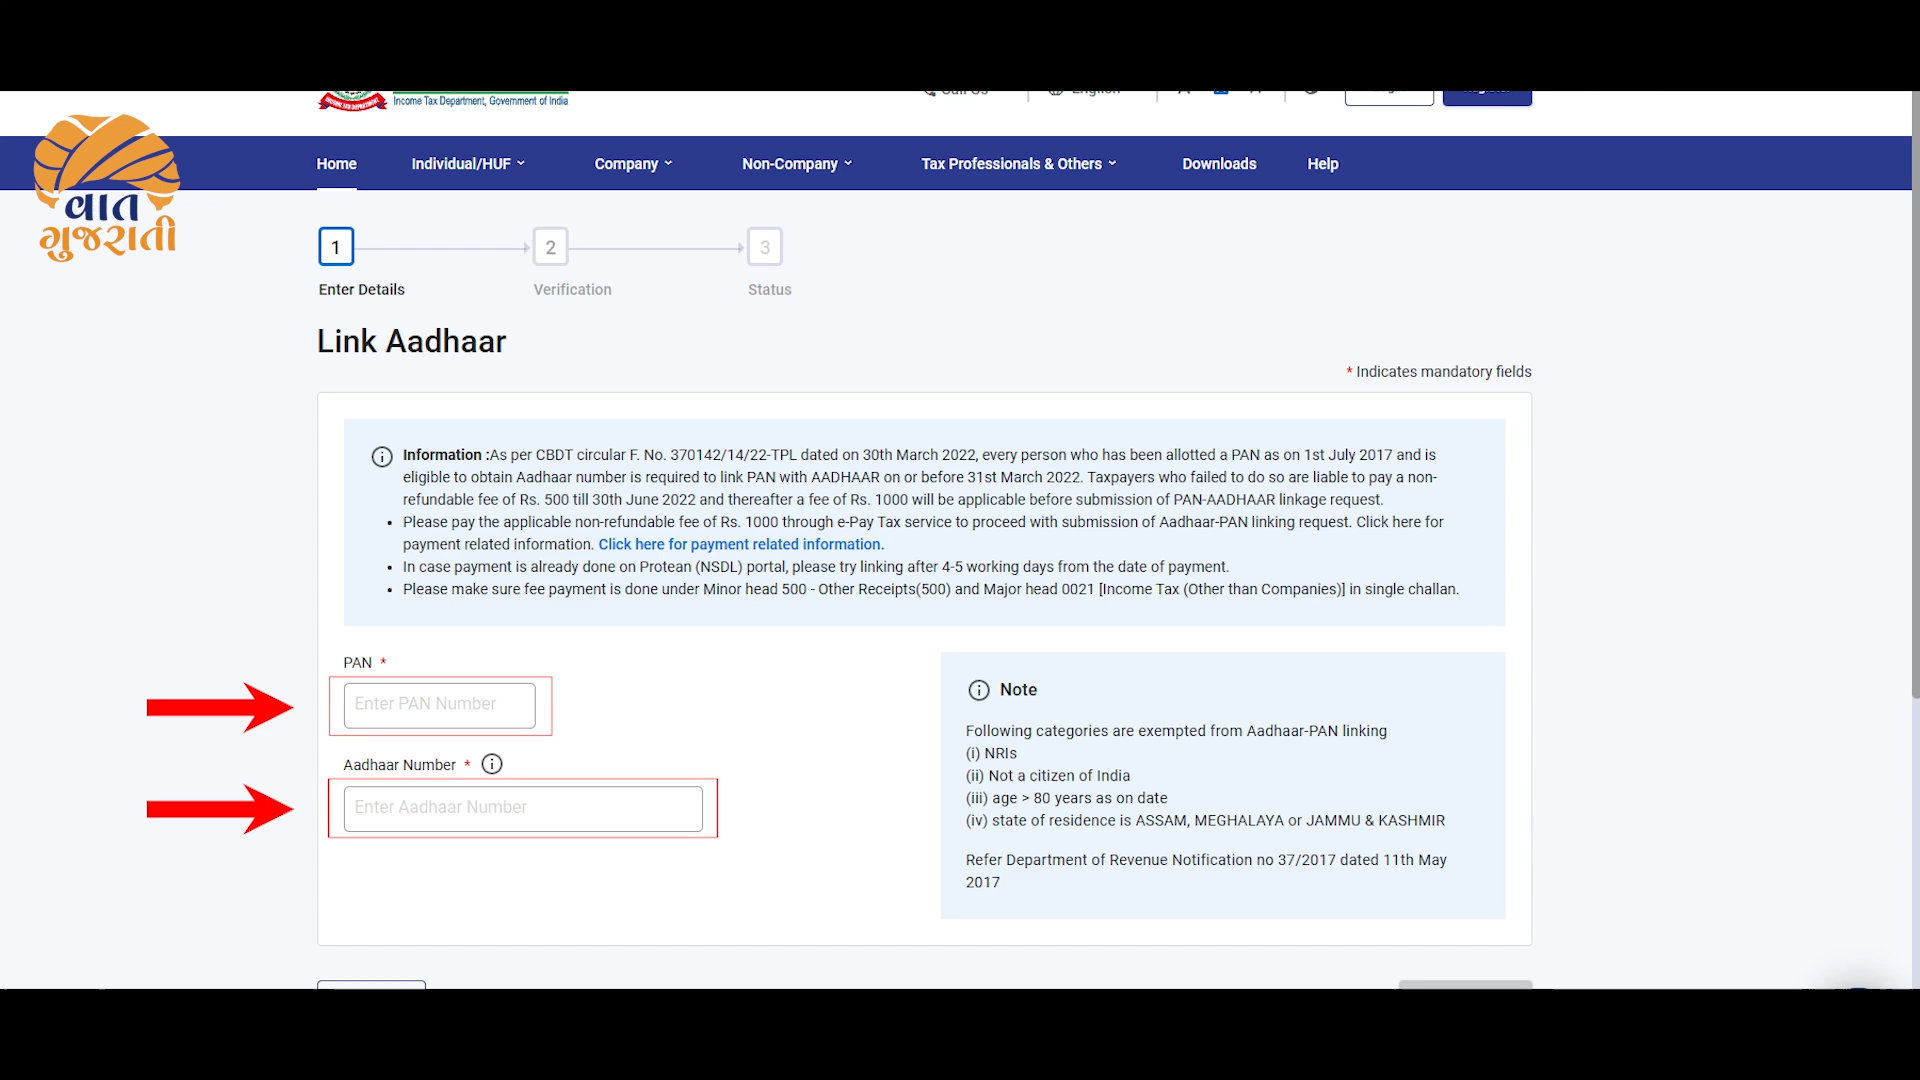 Income Tax Department, Government of India
Call Us
English
Home
Individual/HUF
Company
Non-Company
Tax Professionals & Others
Downloads
Help
વાત
ગુજરાતી
1
2
3
Enter Details
Verification
Status
Link Aadhaar
* Indicates mandatory fields
Information :As per CBDT circular F. No. 370142/14/22-TPL dated on 30th March 2022, every person who has been allotted a PAN as on 1st July 2017 and is
eligible to obtain Aadhaar number is required to link PAN with AADHAAR on or before 31st March 2022. Taxpayers who failed to do so are liable to pay a non-
refundable fee of Rs. 500 till 30th June 2022 and thereafter a fee of Rs. 1000 will be applicable before submission of PAN-AADHAAR linkage request.
• Please pay the applicable non-refundable fee of Rs. 1000 through e-Pay Tax service to proceed with submission of Aadhaar-PAN linking request. Click here for
payment related information. Click here for payment related information.
• In case payment is already done on Protean (NSDL) portal, please try linking after 4-5 working days from the date of payment.
• Please make sure fee payment is done under Minor head 500 - Other Receipts(500) and Major head 0021 [Income Tax (Other than Companies)] in single challan.
PAN *
Enter PAN Number
Aadhaar Number *
Enter Aadhaar Number
Note
Following categories are exempted from Aadhaar-PAN linking
(i) NRIs
(ii) Not a citizen of India
(iii) age > 80 years as on date
(iv) state of residence is ASSAM, MEGHALAYA or JAMMU & KASHMIR
Refer Department of Revenue Notification no 37/2017 dated 11th May
2017